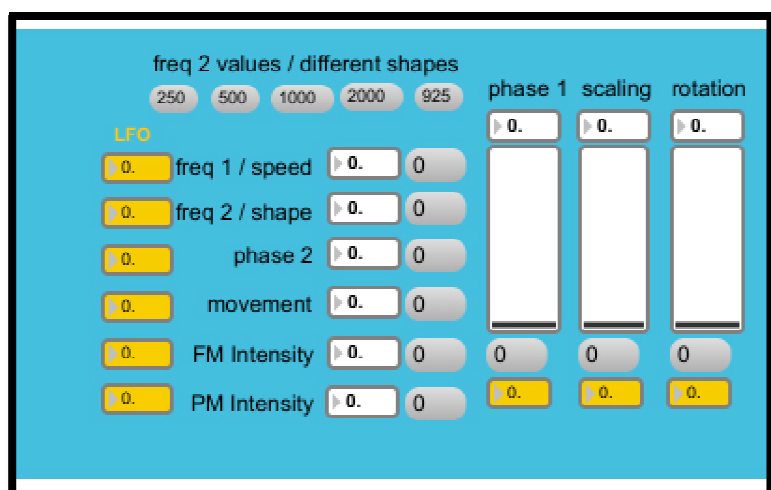 freq 2 values / different shapes
250 500 1000 2000 925
phase 1 scaling rotation
0. 0. 0.
LFO
0. freq 1 / speed 0. 0
0. freq 2 / shape 0. 0
0. phase 2 0. 0
0. movement 0. 0
0. FM Intensity 0. 0 0 0 0
0. PM Intensity 0. 0 0. 0. 0.